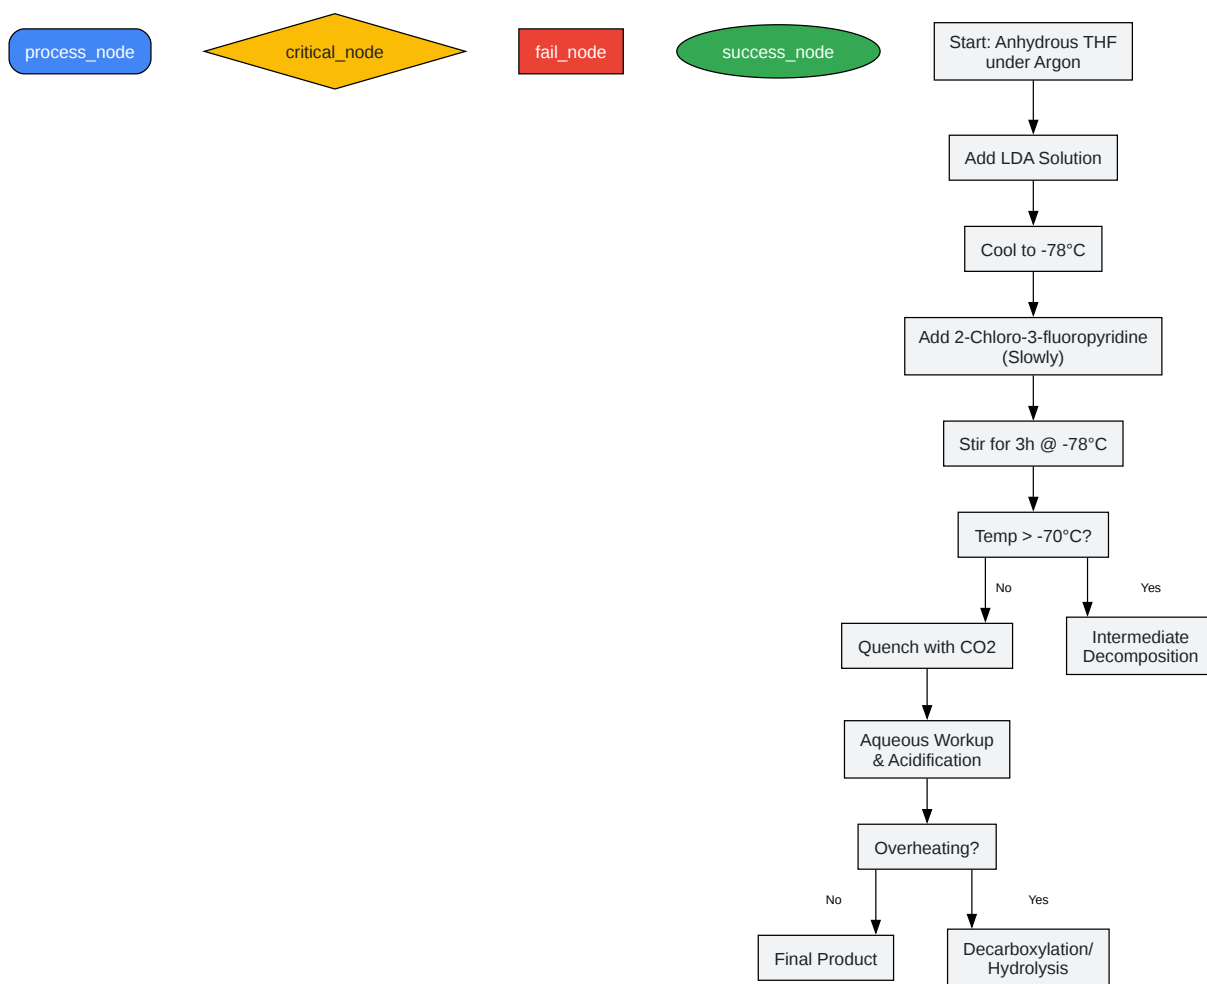 process_node
critical_node
fail_node
success_node
Start: Anhydrous THF
under Argon
Add LDA Solution
Cool to -78°C
Add 2-Chloro-3-fluoropyridine
(Slowly)
Stir for 3h @ -78°C
Temp > -70°C?
No
Yes
Quench with CO2
Intermediate
Decomposition
Aqueous Workup
& Acidification
Overheating?
No
Yes
Final Product
Decarboxylation/
Hydrolysis